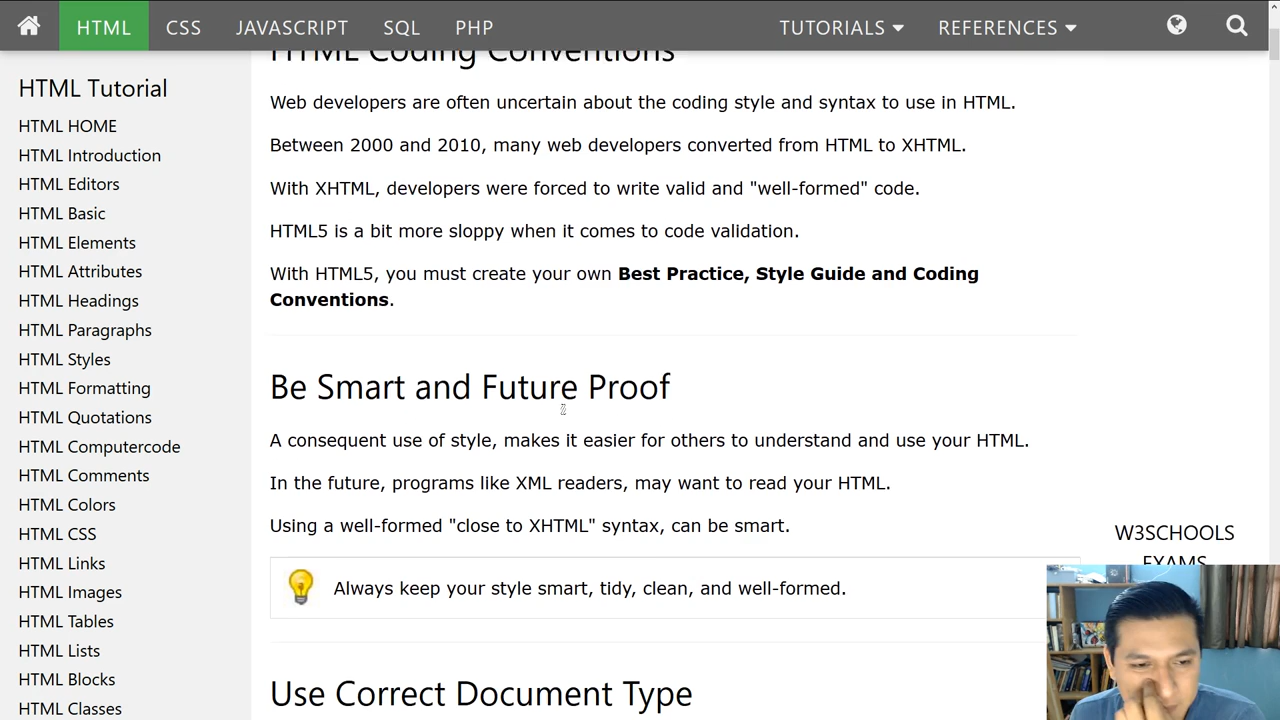 HTML
CSS
JAVASCRIPT
SQL
PHP
TUTORIALS
REFERENCES
HTML Tutorial
HTML HOME
HTML Introduction
HTML Editors
HTML Basic
HTML Elements
HTML Attributes
HTML Headings
HTML Paragraphs
HTML Styles
HTML Formatting
HTML Quotations
HTML Computercode
HTML Comments
HTML Colors
HTML CSS
HTML Links
HTML Images
HTML Tables
HTML Lists
HTML Blocks
HTML Classes
HTML Coding Conventions
Web developers are often uncertain about the coding style and syntax to use in HTML.
Between 2000 and 2010, many web developers converted from HTML to XHTML.
With XHTML, developers were forced to write valid and "well-formed" code.
HTML5 is a bit more sloppy when it comes to code validation.
With HTML5, you must create your own Best Practice, Style Guide and Coding
Conventions.
Be Smart and Future Proof
A consequent use of style, makes it easier for others to understand and use your HTML.
In the future, programs like XML readers, may want to read your HTML.
Using a well-formed "close to XHTML" syntax, can be smart.
Always keep your style smart, tidy, clean, and well-formed.
Use Correct Document Type
W3SCHOOLS
EXAMS